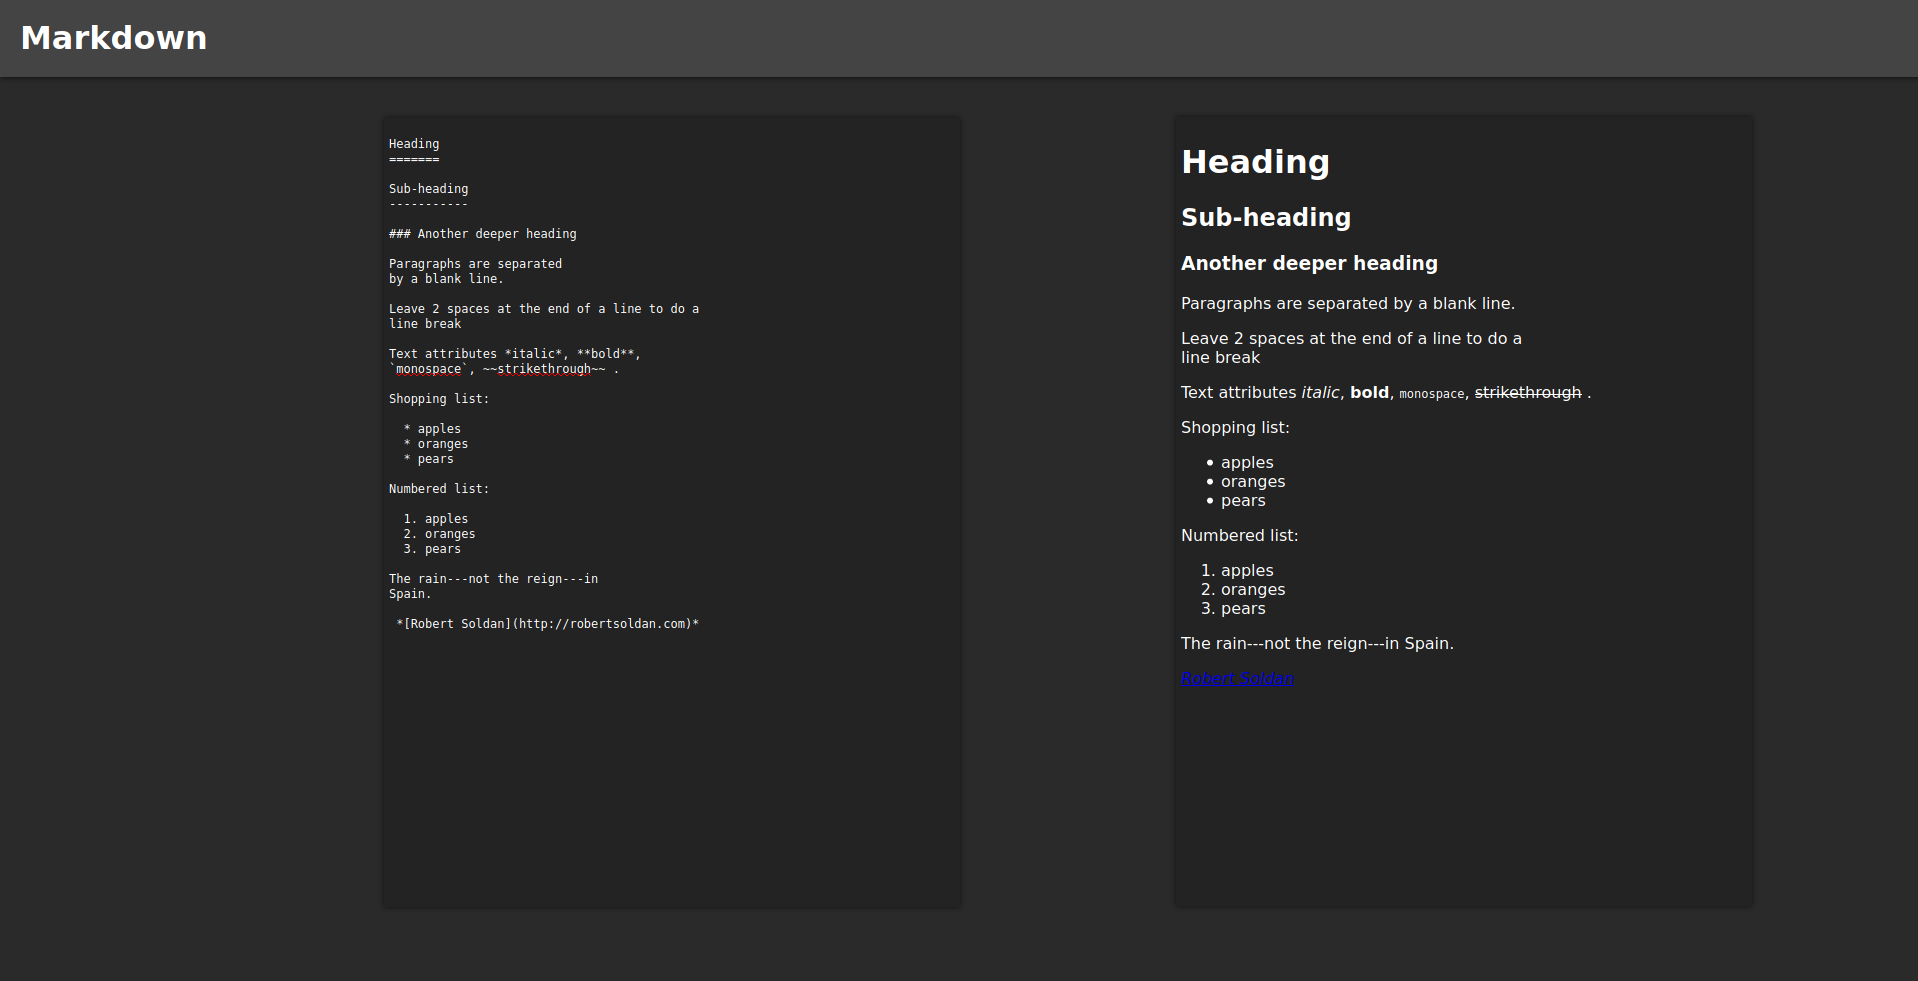 Markdown
Heading
=======
Sub-heading
-----------
### Another deeper heading
Paragraphs are separated
by a blank line.
Leave 2 spaces at the end of a line to do a
line break
Text attributes *italic*, **bold**,
`monospace`, ~~strikethrough~~ .
Shopping list:
* apples
* oranges
* pears
Numbered list:
1. apples
2. oranges
3. pears
The rain---not the reign---in
Spain.
*[Robert Soldan](http://robertsoldan.com)*
Heading
Sub-heading
Another deeper heading
Paragraphs are separated by a blank line.
Leave 2 spaces at the end of a line to do a
line break
Text attributes italic, bold, monospace, strikethrough .
Shopping list:
• apples
• oranges
• pears
Numbered list:
1. apples
2. oranges
3. pears
The rain---not the reign---in Spain.
Robert Soldan